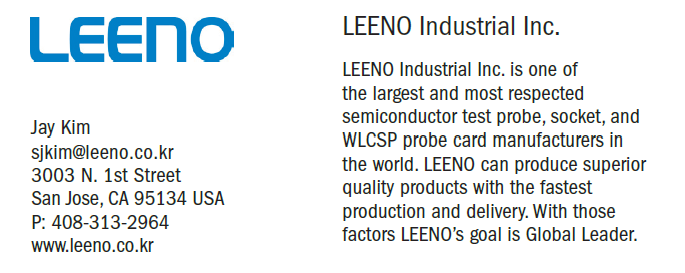 LEENO
Jay Kim
sjkim@leeno.co.kr
3003 N. 1st Street
San Jose, CA 95134 USA
P: 408-313-2964
www.leeno.co.kr
LEENO Industrial Inc.
LEENO Industrial Inc. is one of
the largest and most respected
semiconductor test probe, socket, and
WLCSP probe card manufacturers in
the world. LEENO can produce superior
quality products with the fastest
production and delivery. With those
factors LEENO’s goal is Global Leader.